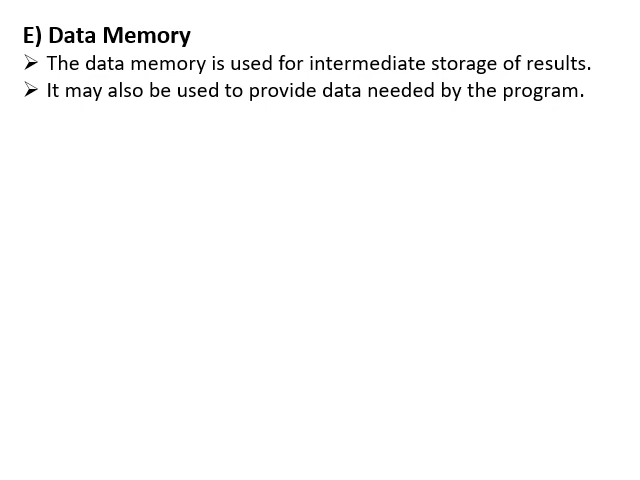 E) Data Memory
➢ The data memory is used for intermediate storage of results.
➢ It may also be used to provide data needed by the program.